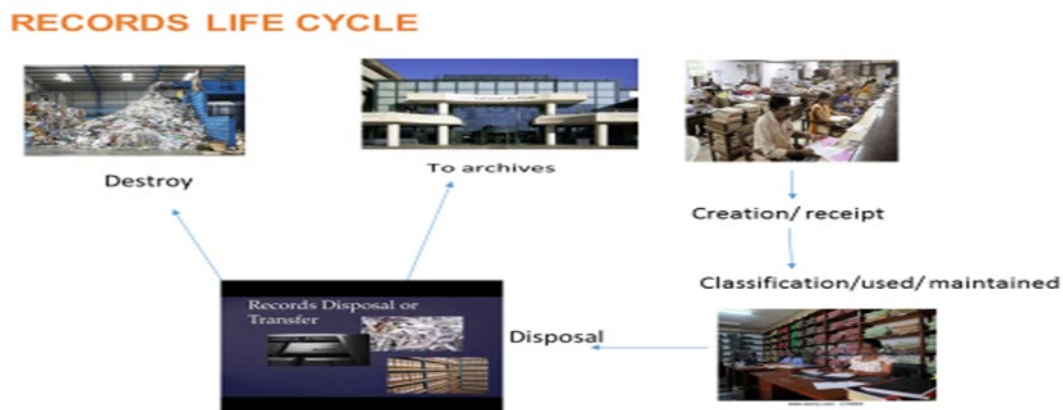 RECORDS LIFE CYCLE
Destroy
To archives
Creation/ receipt
Classification/used/ maintained
Records Disposal or
Transfer
Disposal